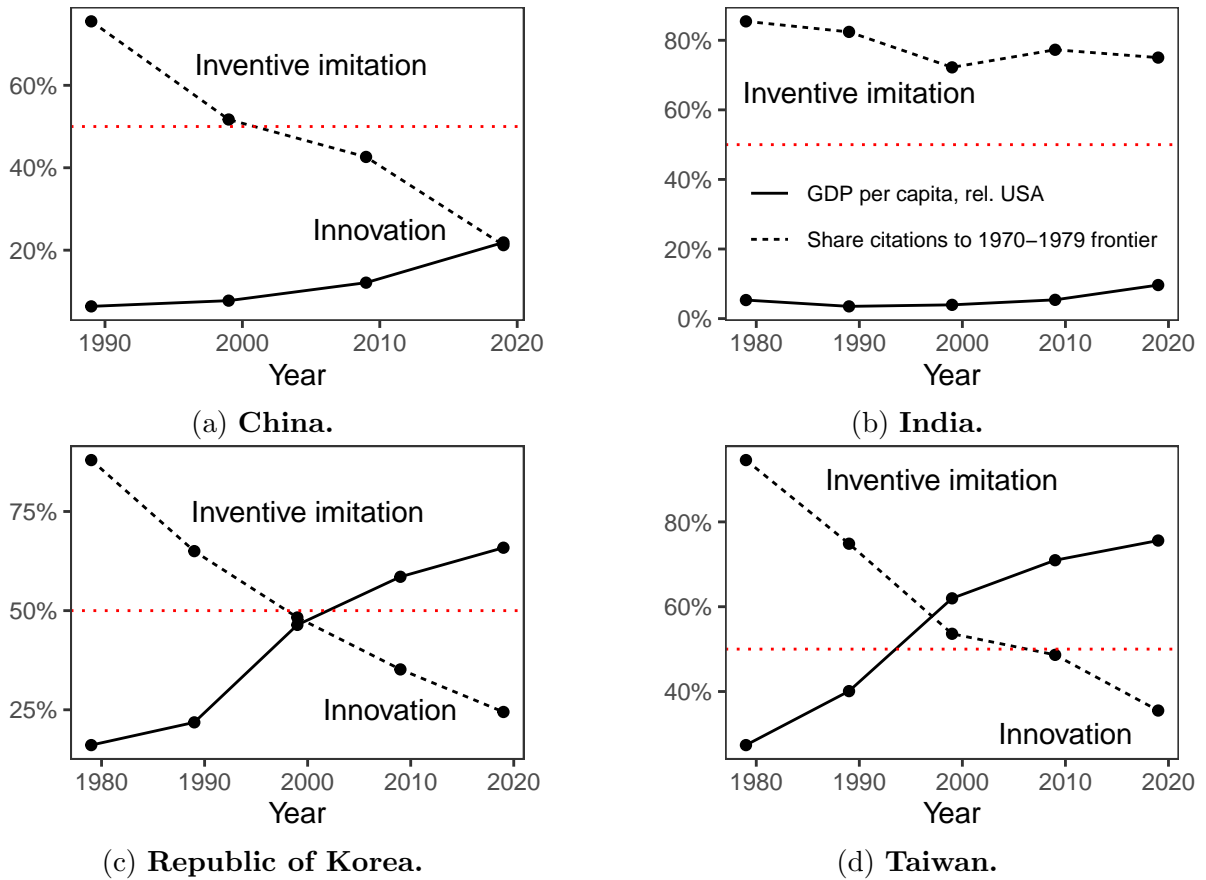 Inventive imitation
60%
40%
20%
Innovation
1990 2000 2010 2020
Year
(a) China.
80%
Inventive imitation
60%
40%
GDP per capita, rel. USA
Share citations to 1970–1979 frontier
20%
0%
1980 1990 2000 2010 2020
Year
(b) India.
Inventive imitation
75%
50%
25%
Innovation
1980 1990 2000 2010 2020
Year
(c) Republic of Korea.
Inventive imitation
80%
60%
40%
Innovation
1980 1990 2000 2010 2020
Year
(d) Taiwan.